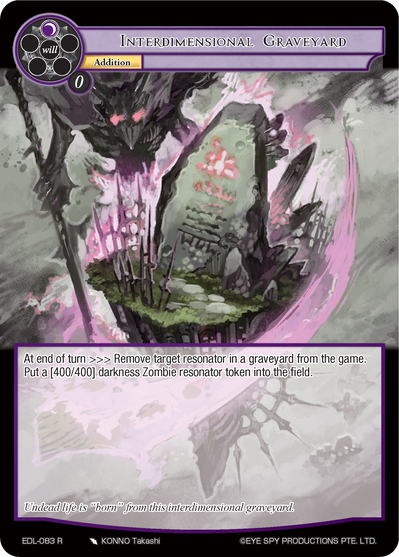 Interdimensional Graveyard
will
Addition
0
At end of turn >>> Remove target resonator in a graveyard from the game.
Put a [400/400] darkness Zombie resonator token into the field.
Undead life is "born" from this interdimensional graveyard.
EDL-083 R KONNO Takashi ©EYE SPY PRODUCTIONS PTE. LTD.